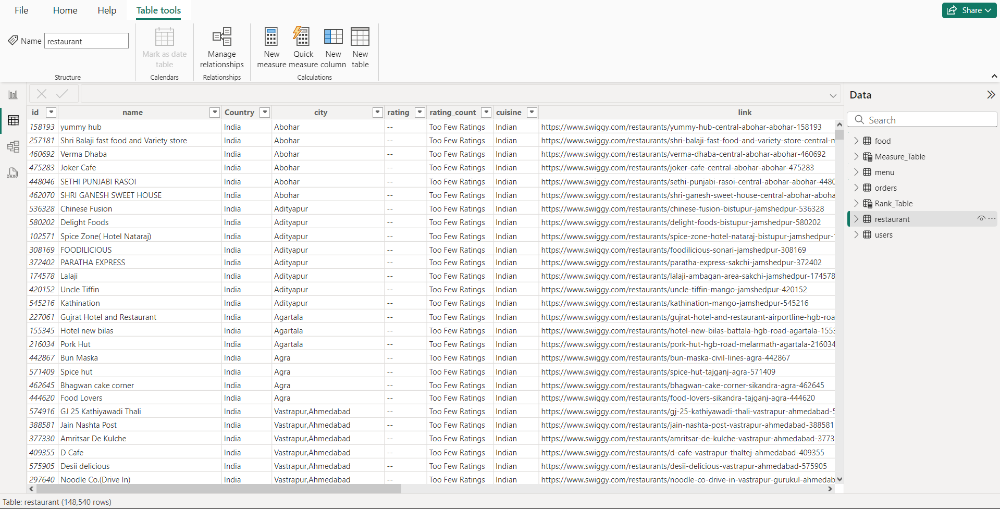 File Home Help Table tools Share
Name restaurant
Mark as date table
Manage relationships
New measure
Quick measure
New column
New table
Structure Calendars Relationships Calculations
DAX
id name Country city rating rating_count cuisine link
158193 yummy hub India Abohar -- Too Few Ratings Indian https://www.swiggy.com/restaurants/yummy-hub-central-abohar-abohar-158193
257181 Shri Balaji fast food and Variety store India Abohar -- Too Few Ratings Indian https://www.swiggy.com/restaurants/shri-balaji-fast-food-and-variety-store-central-m
460692 Verma Dhaba India Abohar -- Too Few Ratings Indian https://www.swiggy.com/restaurants/verma-dhaba-central-abohar-abohar-460692
475283 Joker Cafe India Abohar -- Too Few Ratings Indian https://www.swiggy.com/restaurants/joker-cafe-central-abohar-abohar-475283
448046 SETHI PUNJABI RASOI India Abohar -- Too Few Ratings Indian https://www.swiggy.com/restaurants/sethi-punjabi-rasoi-central-abohar-abohar-4480
462070 SHRI GANESH SWEET HOUSE India Abohar -- Too Few Ratings Indian https://www.swiggy.com/restaurants/shri-ganesh-sweet-house-central-abohar-aboha
536328 Chinese Fusion India Adityapur -- Too Few Ratings Indian https://www.swiggy.com/restaurants/chinese-fusion-bistupur-jamshedpur-536328
580202 Delight Foods India Adityapur -- Too Few Ratings Indian https://www.swiggy.com/restaurants/delight-foods-bistupur-jamshedpur-580202
102571 Spice Zone( Hotel Nataraj) India Adityapur -- Too Few Ratings Indian https://www.swiggy.com/restaurants/spice-zone-hotel-nataraj-bistupur-jamshedpur-1
308169 FOODILICIOUS India Adityapur -- Too Few Ratings Indian https://www.swiggy.com/restaurants/foodilicious-sonari-jamshedpur-308169
372402 PARATHA EXPRESS India Adityapur -- Too Few Ratings Indian https://www.swiggy.com/restaurants/paratha-express-sakchi-jamshedpur-372402
174578 Lalaji India Adityapur -- Too Few Ratings Indian https://www.swiggy.com/restaurants/lalaji-ambagan-area-sakchi-jamshedpur-174578
420152 Uncle Tiffin India Adityapur -- Too Few Ratings Indian https://www.swiggy.com/restaurants/uncle-tiffin-mango-jamshedpur-420152
545216 Kathination India Adityapur -- Too Few Ratings Indian https://www.swiggy.com/restaurants/kathination-mango-jamshedpur-545216
227061 Gujrat Hotel and Restaurant India Agartala -- Too Few Ratings Indian https://www.swiggy.com/restaurants/gujrat-hotel-and-restaurant-airportline-hgb-roa
155345 Hotel new bilas India Agartala -- Too Few Ratings Indian https://www.swiggy.com/restaurants/hotel-new-bilas-battala-hgb-road-agartala-1553
216034 Pork Hut India Agartala -- Too Few Ratings Indian https://www.swiggy.com/restaurants/pork-hut-hgb-road-melarmath-agartala-216034
442867 Bun Maska India Agra -- Too Few Ratings Indian https://www.swiggy.com/restaurants/bun-maska-civil-lines-agra-442867
571409 Spice hut India Agra -- Too Few Ratings Indian https://www.swiggy.com/restaurants/spice-hut-tajganj-agra-571409
462645 Bhagwan cake corner India Agra -- Too Few Ratings Indian https://www.swiggy.com/restaurants/bhagwan-cake-corner-sikandra-agra-462645
444620 Food Lovers India Agra -- Too Few Ratings Indian https://www.swiggy.com/restaurants/food-lovers-sikandra-tajganj-agra-444620
574916 GJ 25 Kathiyawadi Thali India Vastrapur,Ahmedabad -- Too Few Ratings Indian https://www.swiggy.com/restaurants/gj-25-kathiyawadi-thali-vastrapur-ahmedabad-5
388581 Jain Nashta Post India Vastrapur,Ahmedabad -- Too Few Ratings Indian https://www.swiggy.com/restaurants/jain-nashta-post-vastrapur-ahmedabad-388581
377330 Amritsar De Kulche India Vastrapur,Ahmedabad -- Too Few Ratings Indian https://www.swiggy.com/restaurants/amritsar-de-kulche-vastrapur-ahmedabad-3773
409355 D Cafe India Vastrapur,Ahmedabad -- Too Few Ratings Indian https://www.swiggy.com/restaurants/d-cafe-vastrapur-thaltej-ahmedabad-409355
575905 Desii delicious India Vastrapur,Ahmedabad -- Too Few Ratings Indian https://www.swiggy.com/restaurants/desii-delicious-vastrapur-ahmedabad-575905
297640 Noodle Co.(Drive In) India Vastrapur,Ahmedabad -- Too Few Ratings Indian https://www.swiggy.com/restaurants/noodle-co-drive-in-vastrapur-gurukul-ahmedab
Data
Search
food
Measure_Table
menu
orders
Rank_Table
restaurant
users
Table: restaurant (148,540 rows)